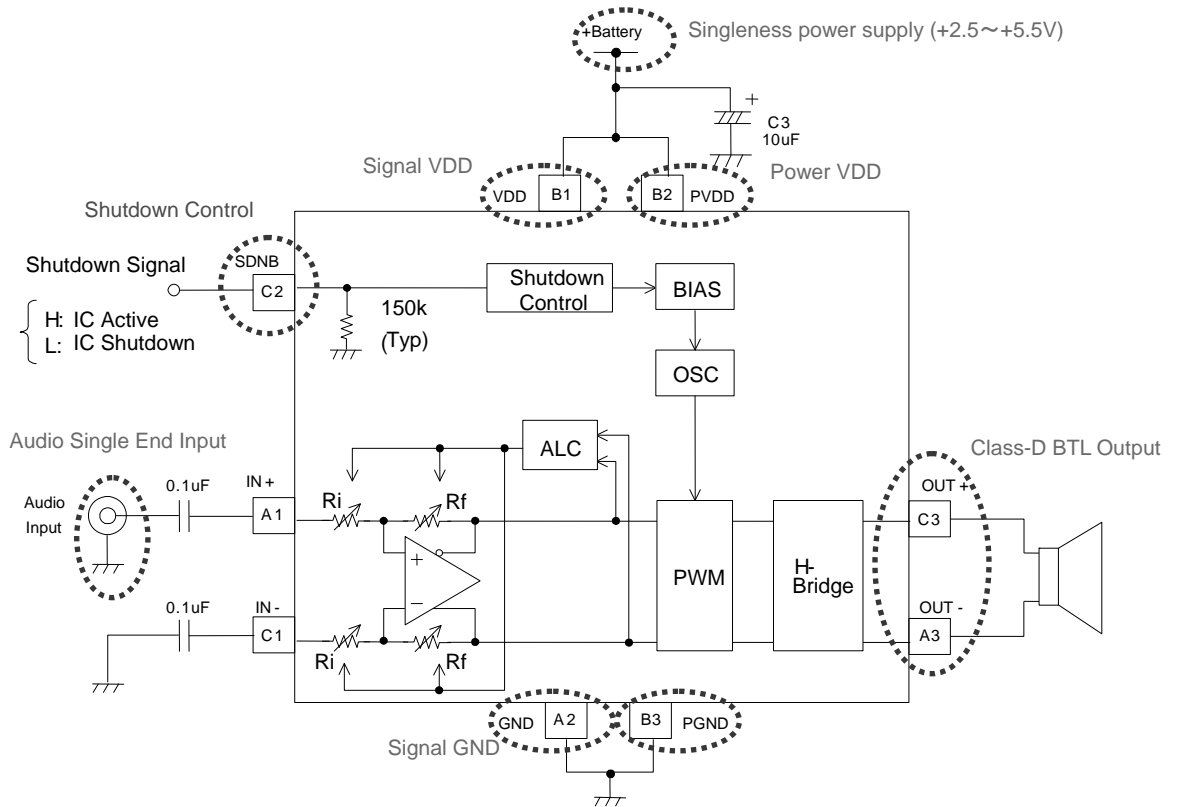 +Battery
Singleness power supply (+2.5～+5.5V)
+
C3
10uF
Signal VDD
Power VDD
VDD
B1
B2
PVDD
Shutdown Control
SDNB
Shutdown Signal
C2
H: IC Active
L: IC Shutdown
150k
(Typ)
Shutdown
Control
BIAS
OSC
Audio Single End Input
ALC
Class-D BTL Output
Audio
Input
0.1uF
IN +
A1
Ri
Rf
OUT +
C3
+
−
PWM
H-
Bridge
0.1uF
IN -
C1
Ri
Rf
OUT -
A3
GND
A2
B3
PGND
Signal GND